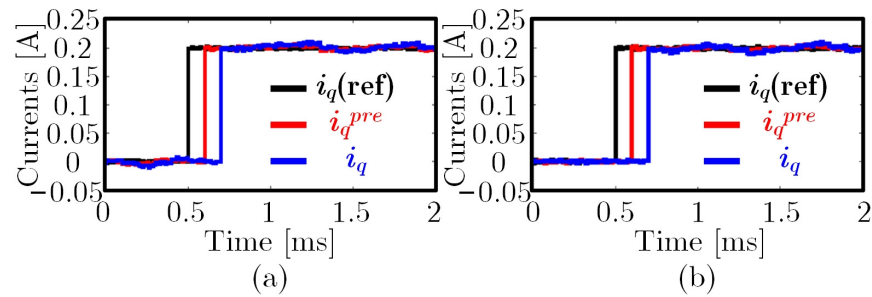 Currents [A]
0.25
0.2
0.15
0.1
0.05
0
−0.05
i_q(ref)
i_q^pre
i_q
0 0.5 1 1.5 2
Time [ms]
(a)
Currents [A]
0.25
0.2
0.15
0.1
0.05
0
−0.05
i_q(ref)
i_q^pre
i_q
0 0.5 1 1.5 2
Time [ms]
(b)